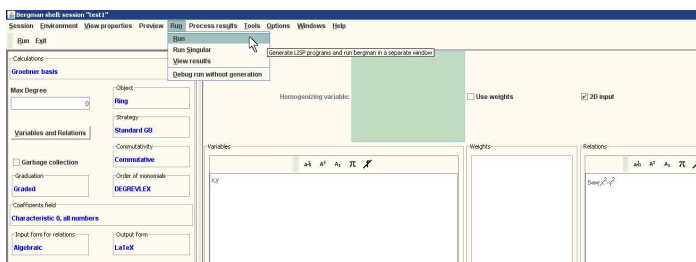 Bergman shell: session "test1"
Session Environment View properties Preview Run Process results Tools Options Windows Help
Run Exit
Run
Run Singular
View results
Debug run without generation
Generate LISP programs and run bergman in a separate window
Calculations
Groebner basis
Max Degree
0
Object
Ring
Strategy
Standard GB
Variables and Relations
Commutativity
Commutative
Garbage collection
Graduation
Graded
Order of monomials
DEGREVLEX
Coefficients field
Characteristic 0, all numbers
Input form for relations
Algebraic
Output form
LaTeX
Homogenizing variable:
Use weights
2D input
Variables
x,y
Weights
Relations